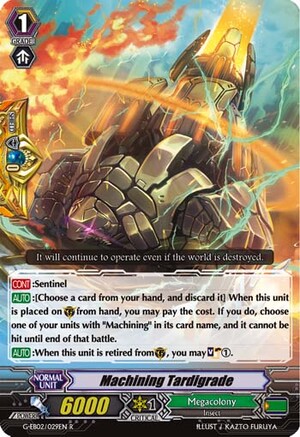 1
GRADE
It will continue to operate even if the world is destroyed.
CONT :Sentinel
AUTO :(Choose a card from your hand, and discard it) When this unit
is placed on G, you may pay the cost. If you do, choose
one of your units with "Machining" in its card name, and it cannot be
hit until end of that battle.
AUTO :When this unit is retired from G, you may ①.
NORMAL
UNIT
Machining Tardigrade
POWER
6000
1
CRITICAL
Megacolony
Insect
G-EB02/029EN R
ILLUST / KAZTO FURUYA